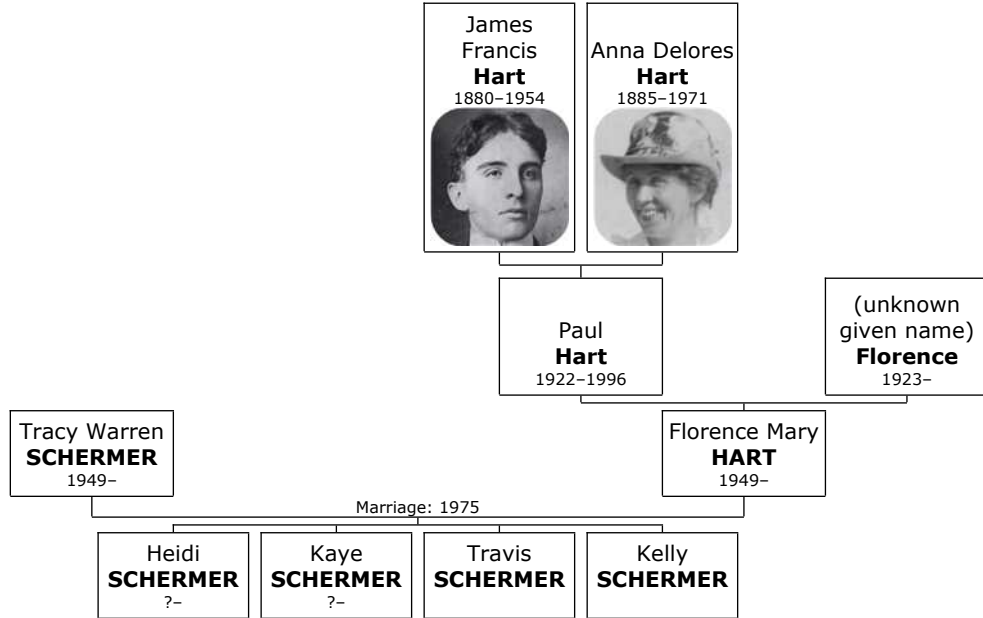 James
Francis
Hart
1880–1954
Anna Delores
Hart
1885–1971
Paul
Hart
1922–1996
(unknown
given name)
Florence
1923–
Tracy Warren
SCHERMER
1949–
Florence Mary
HART
1949–
Marriage: 1975
Heidi
SCHERMER
?–
Kaye
SCHERMER
?–
Travis
SCHERMER
Kelly
SCHERMER